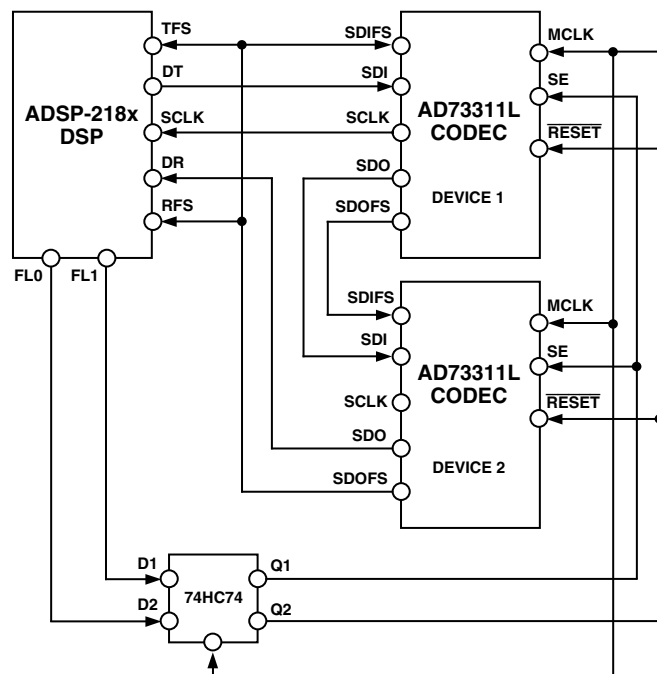 TFS
SDIFS
MCLK
DT
SDI
SE
ADSP-218x
DSP
SCLK
SCLK
AD73311L
CODEC
RESET
DR
SDO
DEVICE 1
RFS
SDOFS
FL0
FL1
SDIFS
MCLK
SDI
SE
AD73311L
CODEC
SCLK
RESET
SDO
DEVICE 2
SDOFS
D1
Q1
74HC74
D2
Q2